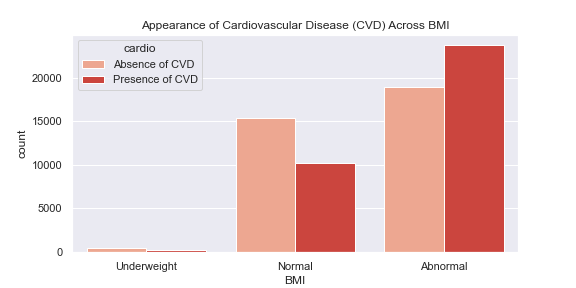 Appearance of Cardiovascular Disease (CVD) Across BMI
cardio
Absence of CVD
Presence of CVD
count
20000
15000
10000
5000
0
Underweight
Normal
Abnormal
BMI